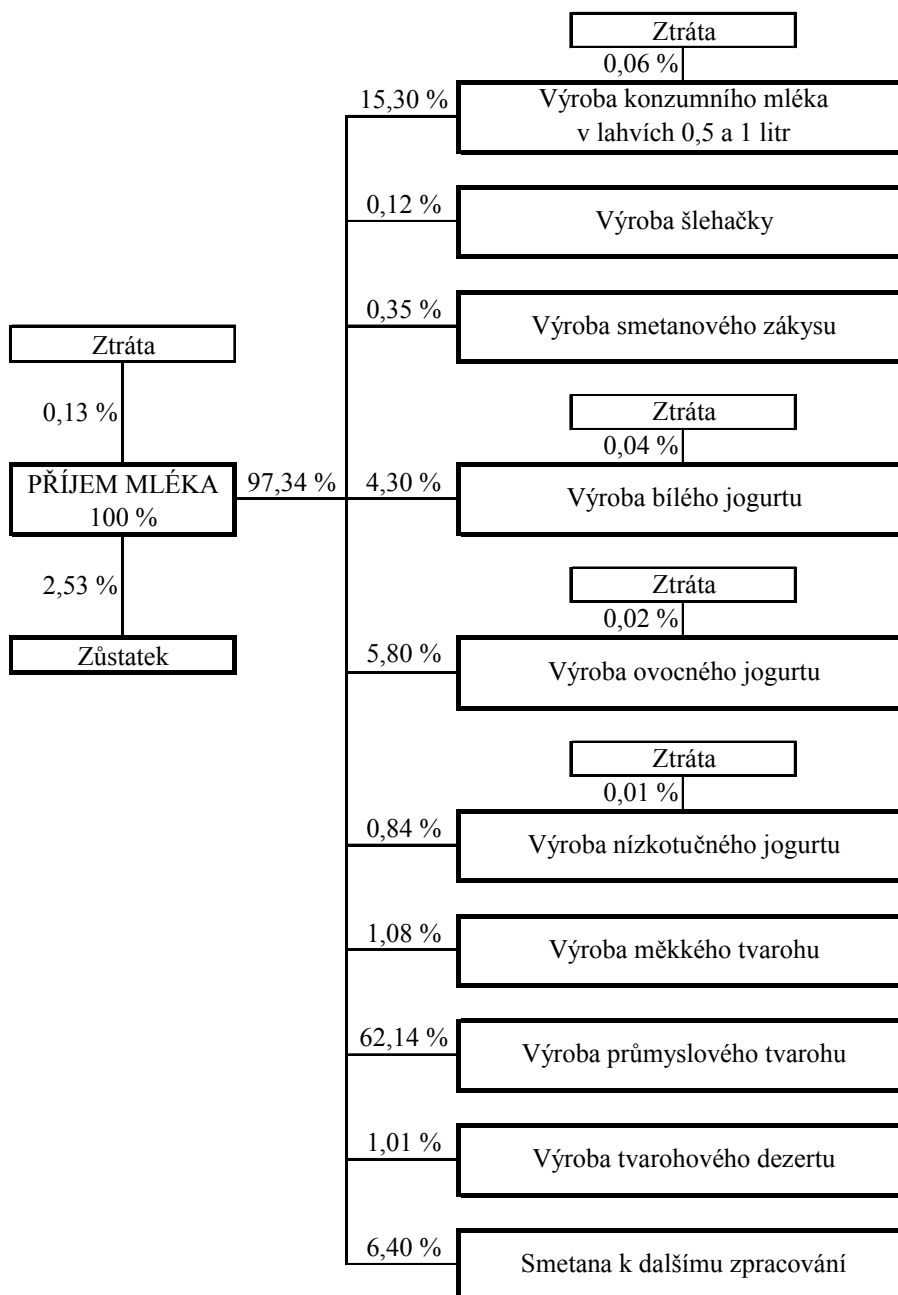 Ztráta
0,06 %
15,30 %
Výroba konzumního mléka
v lahvích 0,5 a 1 litr
0,12 %
Výroba šlehačky
0,35 %
Výroba smetanového zákysu
Ztráta
0,13 %
PŘÍJEM MLÉKA
100 %
97,34 %
2,53 %
Zůstatek
Ztráta
0,04 %
4,30 %
Výroba bílého jogurtu
Ztráta
0,02 %
5,80 %
Výroba ovocného jogurtu
Ztráta
0,01 %
0,84 %
Výroba nízkotučného jogurtu
1,08 %
Výroba měkkého tvarohu
62,14 %
Výroba průmyslového tvarohu
1,01 %
Výroba tvarohového dezertu
6,40 %
Smetana k dalšímu zpracování